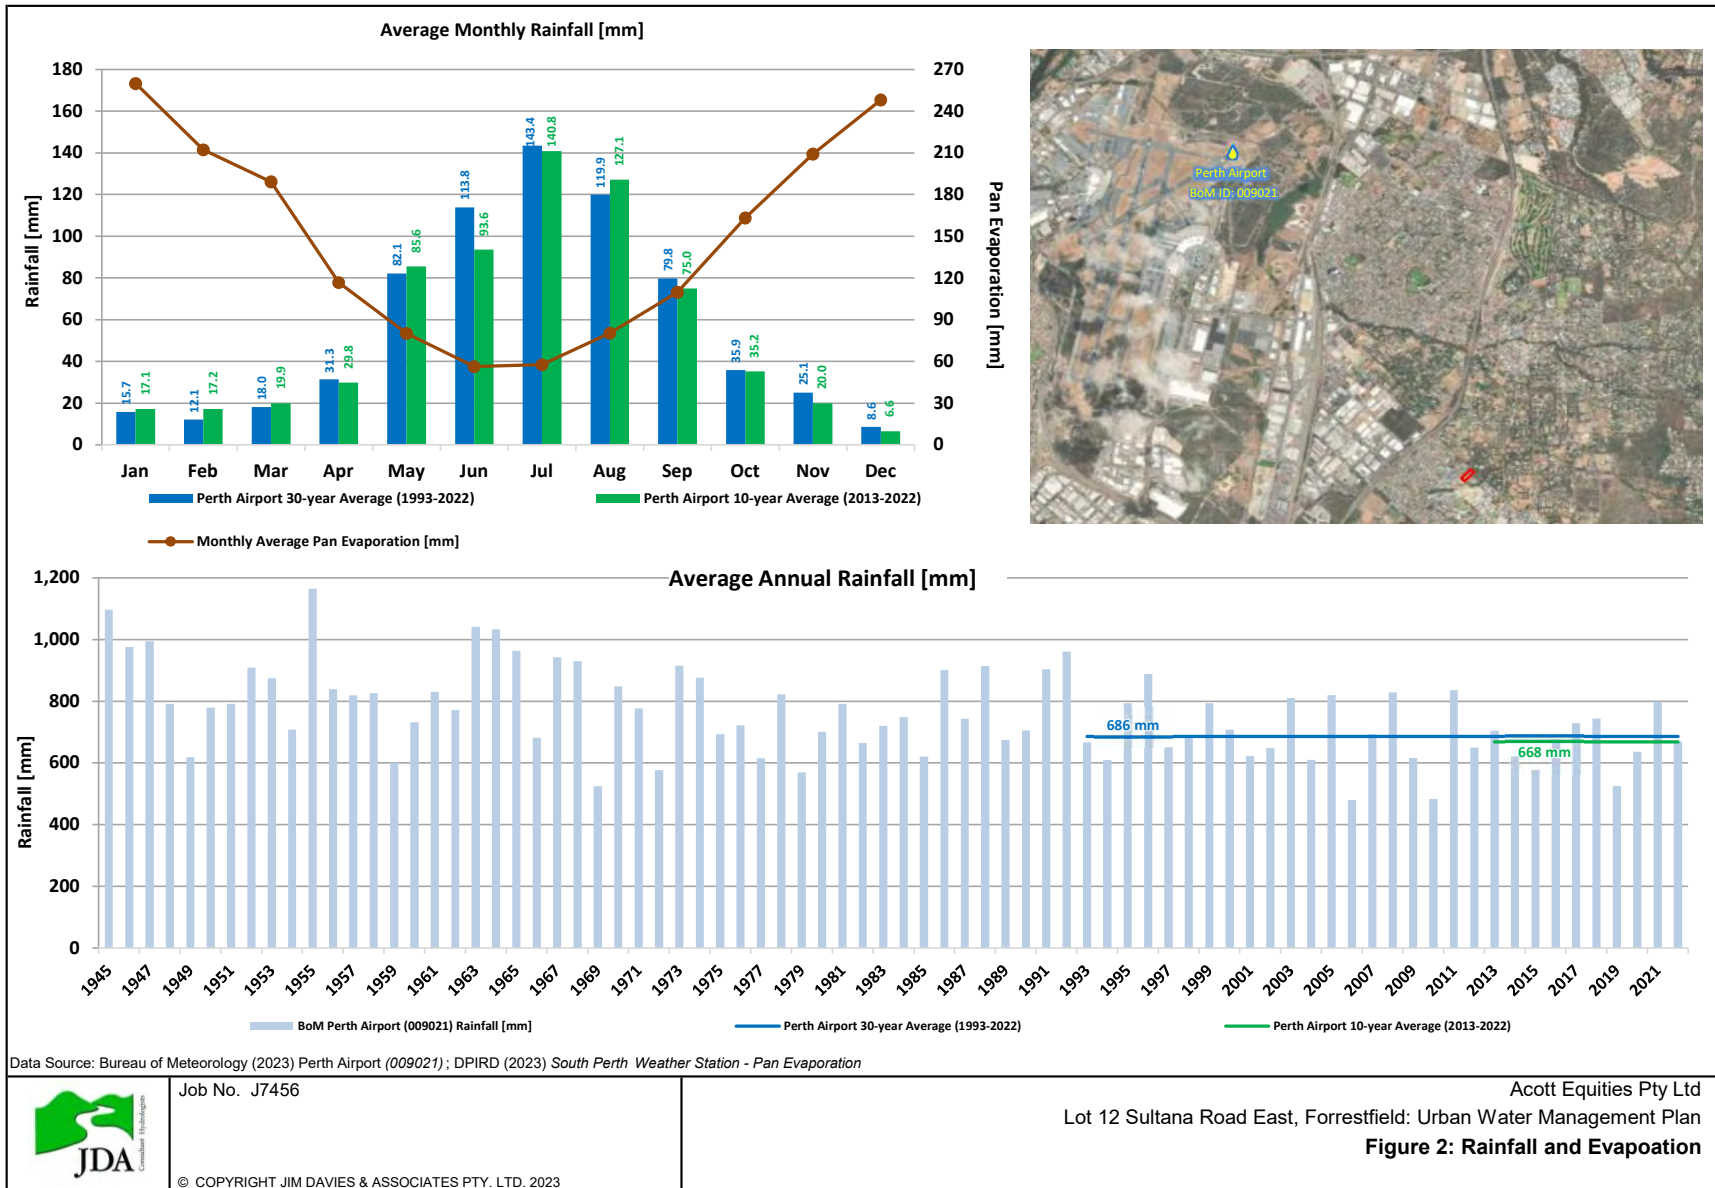 Average Monthly Rainfall [mm]
180 160 140 120 100 80 60 40 20 0
Rainfall [mm]
270 240 210 180 150 120 90 60 30 0
Pan Evaporation [mm]
15.7 17.1 12.1 17.2 18.0 19.9 31.3 29.8 82.1 85.6 113.8 93.6 143.4 140.8 119.9 127.1 79.8 75.0 35.9 35.2 25.1 20.0 8.6 6.6
Jan Feb Mar Apr May Jun Jul Aug Sep Oct Nov Dec
Perth Airport 30-year Average (1993-2022) Perth Airport 10-year Average (2013-2022)
Monthly Average Pan Evaporation [mm]
Perth Airport
BoM ID: 009021
Average Annual Rainfall [mm]
1,200 1,000 800 600 400 200 0
Rainfall [mm]
686 mm
668 mm
1945 1947 1949 1951 1953 1955 1957 1959 1961 1963 1965 1967 1969 1971 1973 1975 1977 1979 1981 1983 1985 1987 1989 1991 1993 1995 1997 1999 2001 2003 2005 2007 2009 2011 2013 2015 2017 2019 2021
BoM Perth Airport (009021) Rainfall [mm] Perth Airport 30-year Average (1993-2022) Perth Airport 10-year Average (2013-2022)
Data Source: Bureau of Meteorology (2023) Perth Airport (009021) ; DPIRD (2023) South Perth Weather Station - Pan Evaporation
JDA
Consultant Hydrologists
Job No. J7456
© COPYRIGHT JIM DAVIES & ASSOCIATES PTY. LTD. 2023
Acott Equities Pty Ltd
Lot 12 Sultana Road East, Forrestfield: Urban Water Management Plan
Figure 2: Rainfall and Evapoation